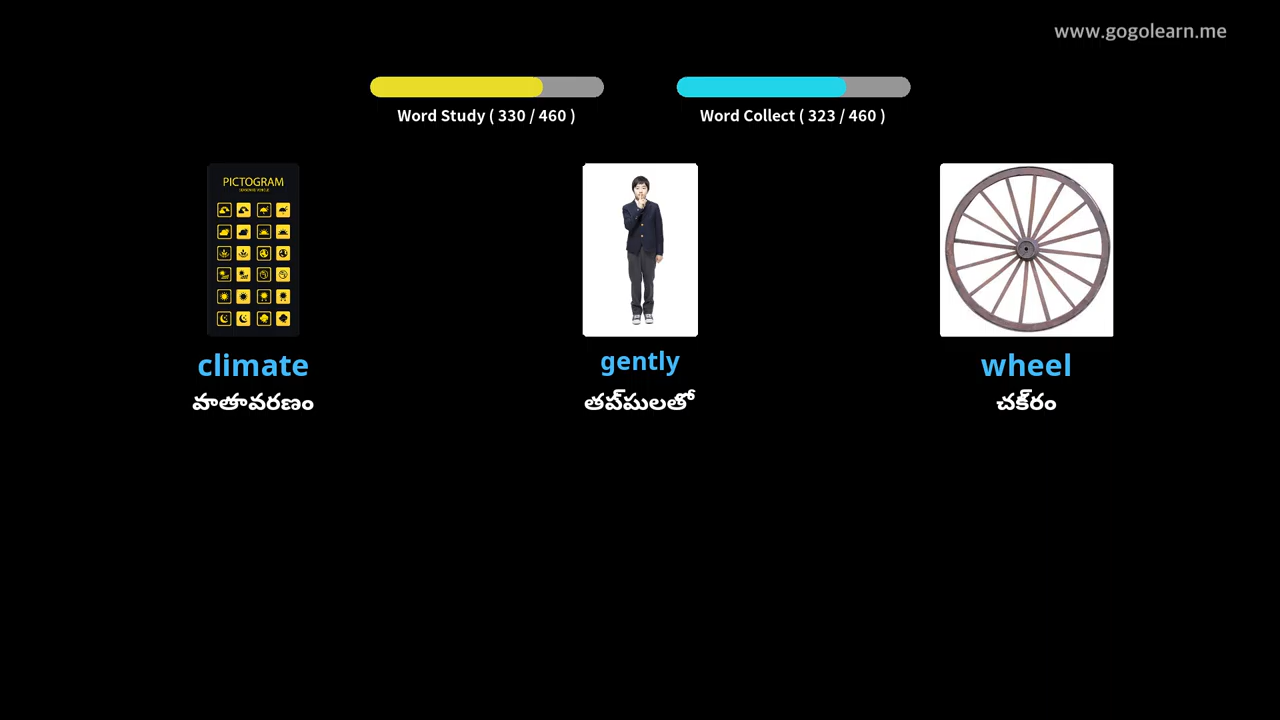 www.gogolearn.me
Word Study ( 330 / 460 )
Word Collect ( 323 / 460 )
PICTOGRAM
climate
gently
wheel
వాతావరణం
తప్పులతో
చక్రం